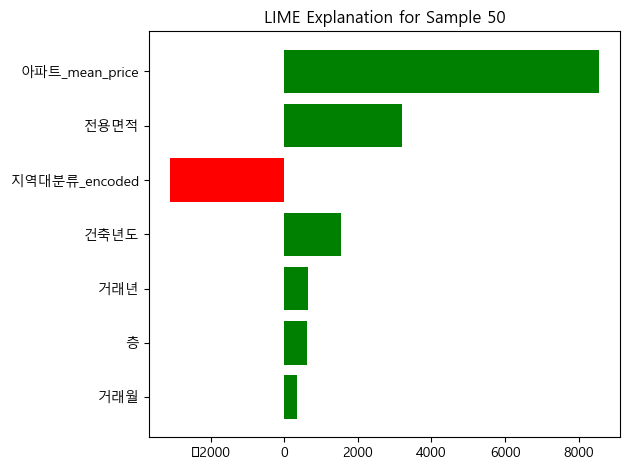 LIME Explanation for Sample 50
아파트_mean_price
전용면적
지역대분류_encoded
건축년도
거래년
층
거래월
▯2000 0 2000 4000 6000 8000